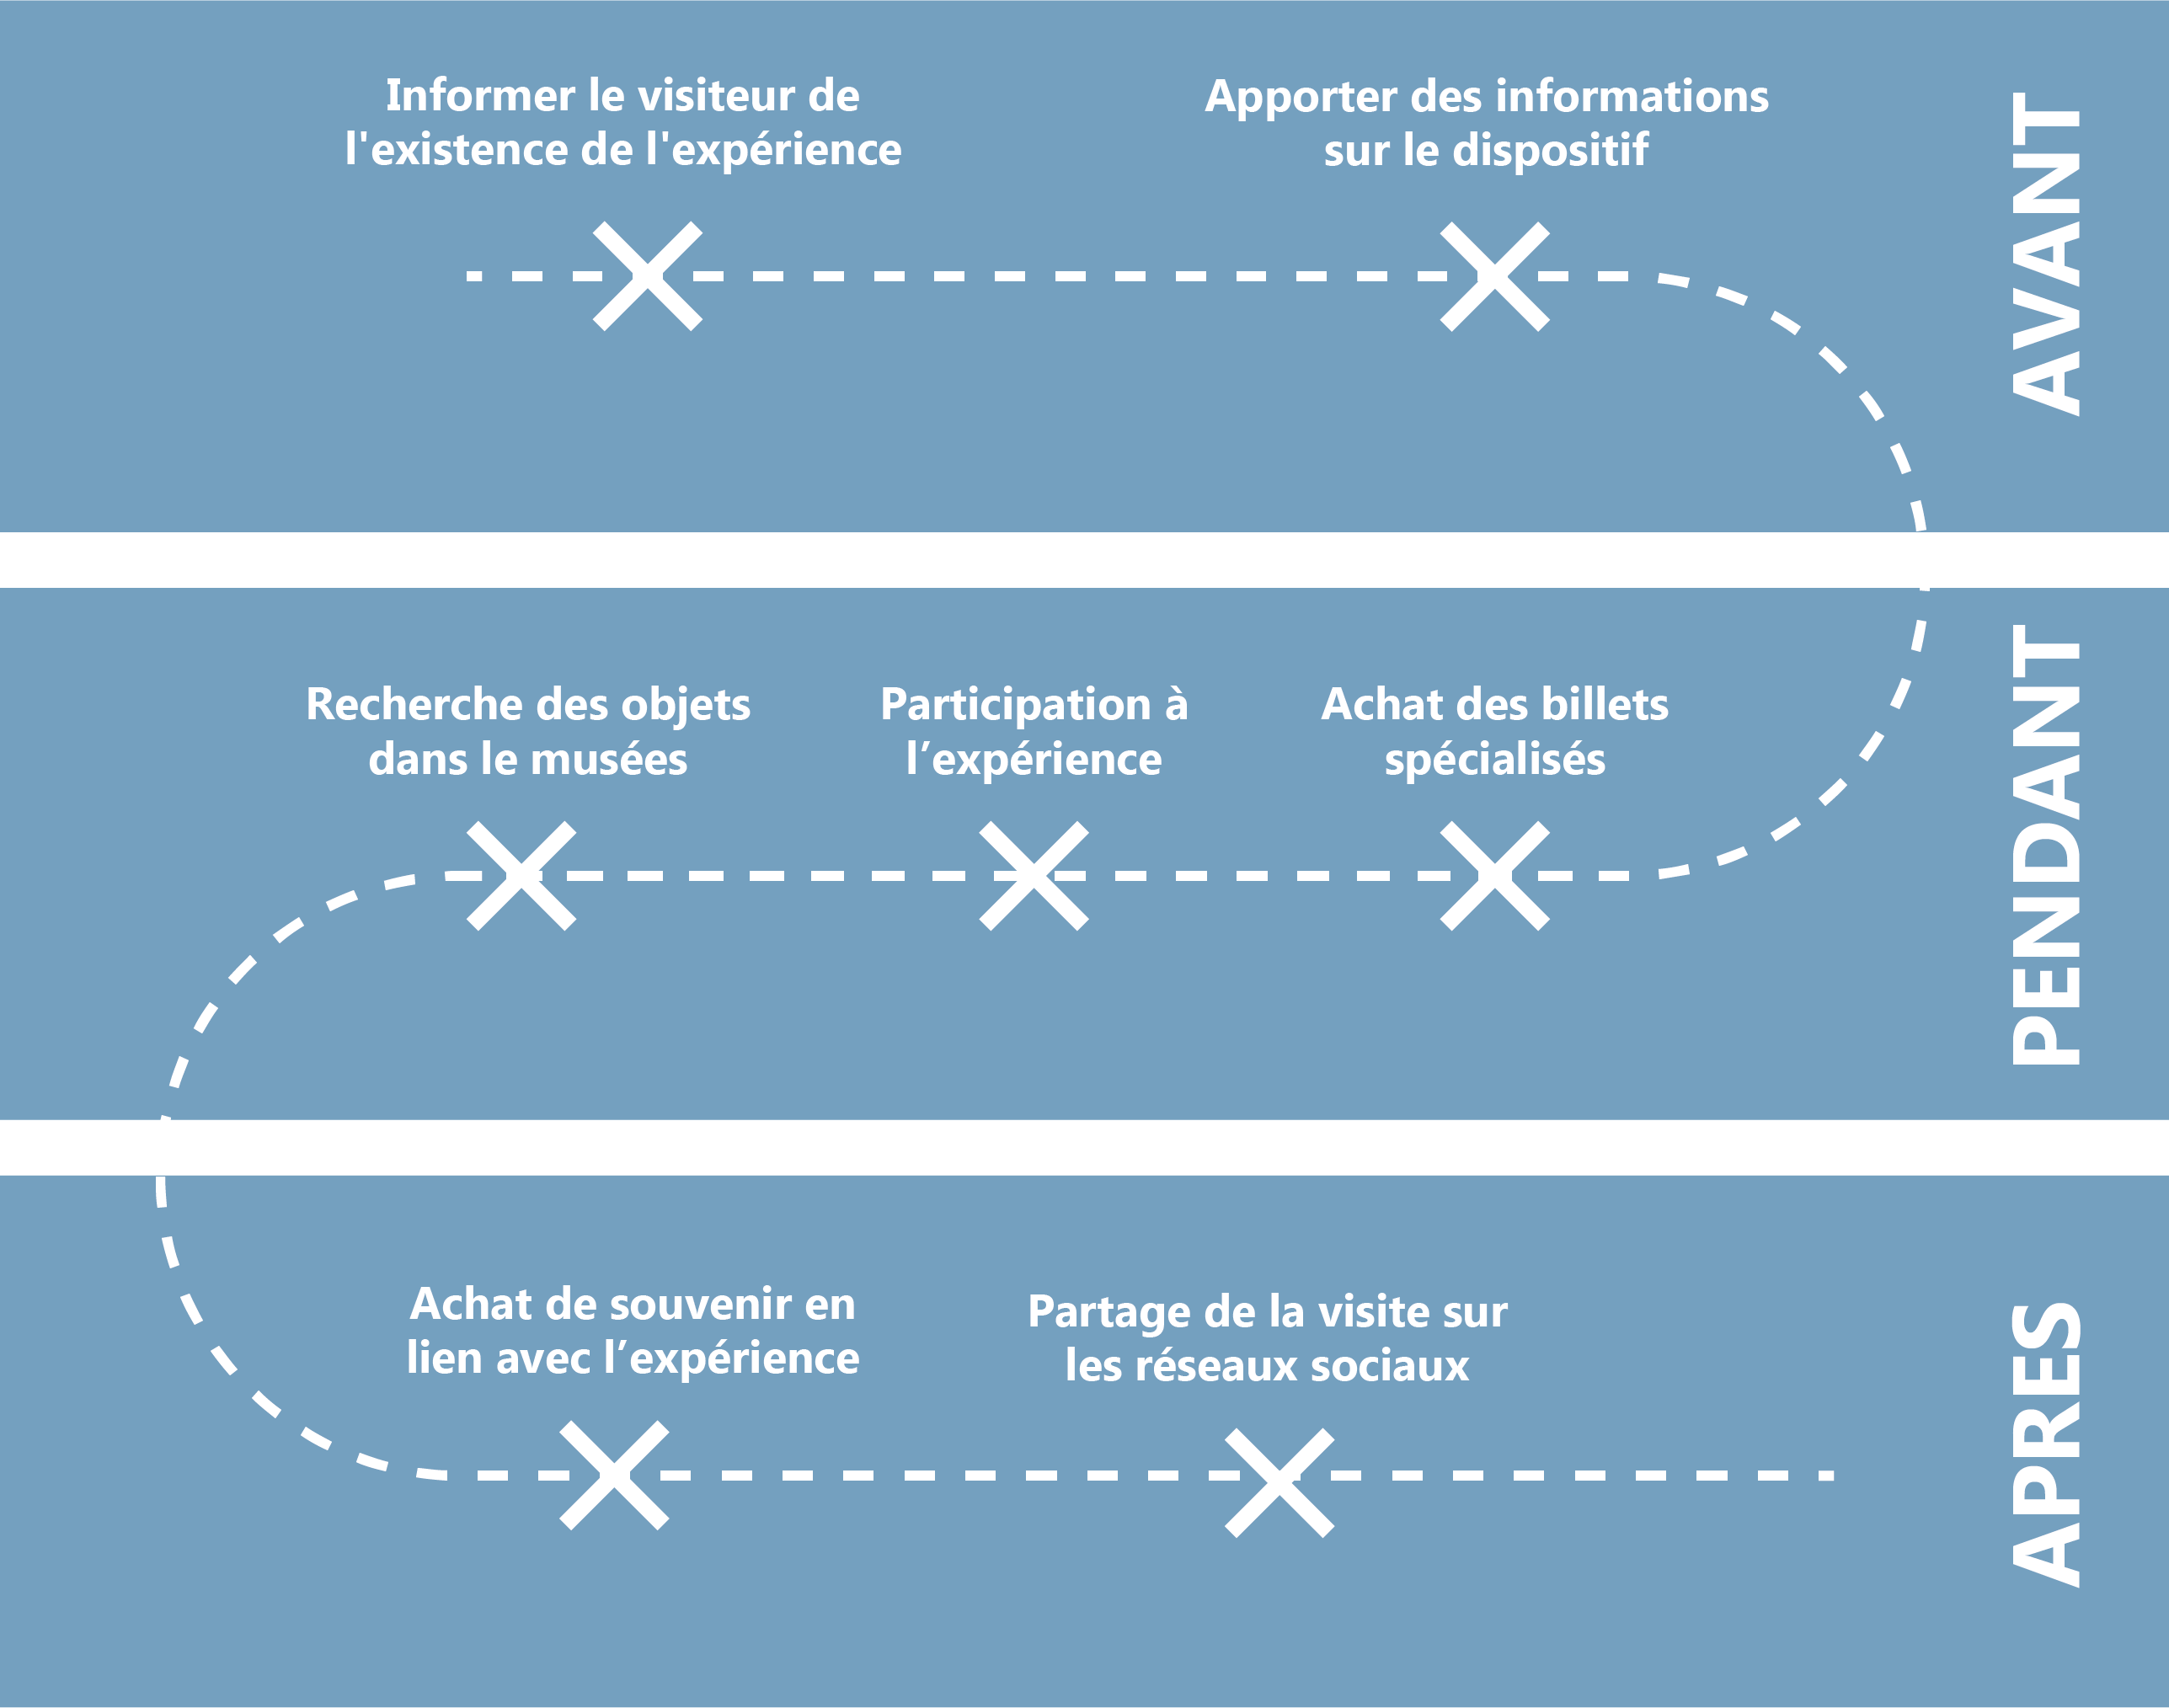 Informer le visiteur de
l'existence de l'expérience
Apporter des informations
sur le dispositif
AVANT
Recherche des objets
dans le musées
Participation à
l’expérience
Achat des billets
spécialisés
PENDANT
Achat de souvenir en
lien avec l’expérience
Partage de la visite sur
les réseaux sociaux
APRES